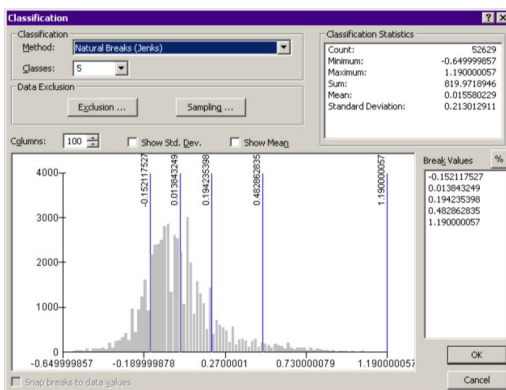 Classification
Classification
Method: Natural Breaks (Jenks)
Classes: 5
Data Exclusion
Exclusion ... Sampling ...
Classification Statistics
Count: 52629
Minimum: -0.649999857
Maximum: 1.190000057
Sum: 819.9718946
Mean: 0.015580229
Standard Deviation: 0.213012911
Columns: 100 Show Std. Dev. Show Mean
Break Values %
-0.152117527
0.013843249
0.194235398
0.482862835
1.190000057
-0.152117527
0.013843249
0.194235398
0.482862835
1.190000057
4000
3000
2000
1000
0
-0.649999857 -0.189999878 0.2700001 0.730000079 1.190000057
Snap breaks to data values
OK
Cancel